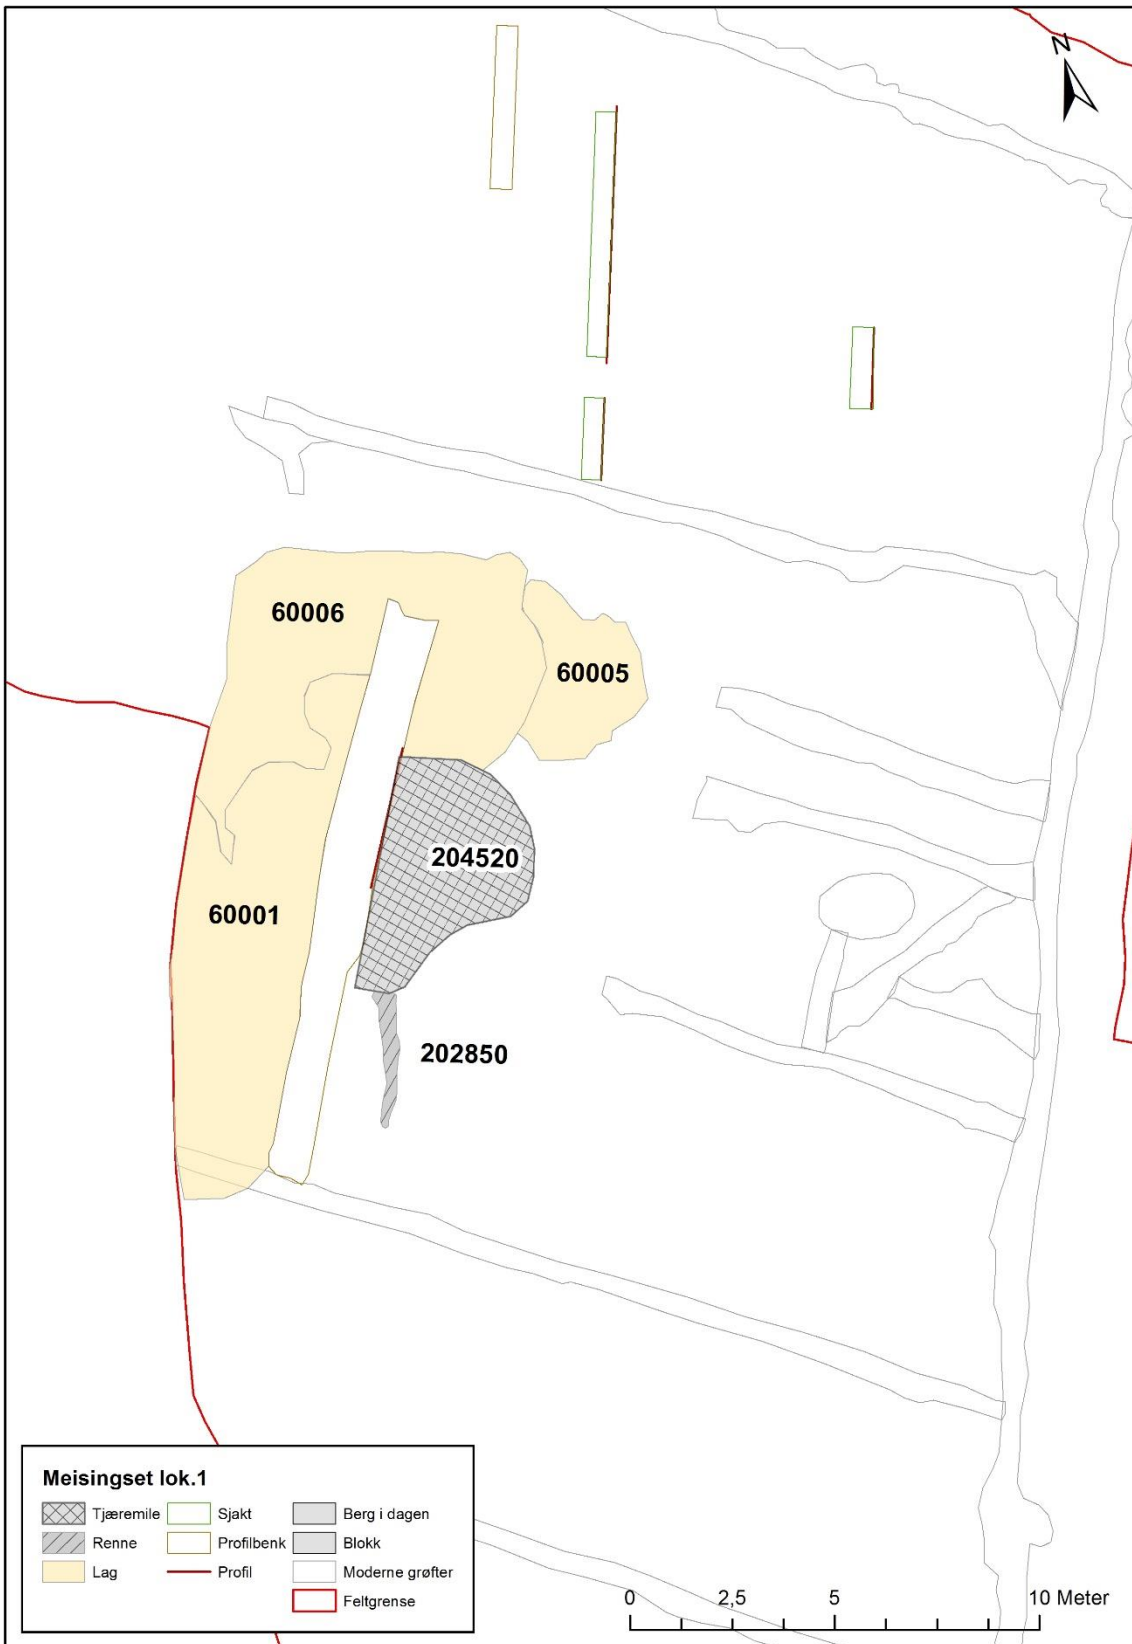 N
60006
60005
204520
60001
202850
Meisingset lok.1
Tjæremile Sjakt Berg i dagen
Renne Profilbenk Blokk
Lag Profil Moderne grøfter
Feltgrense
0 2,5 5 10 Meter